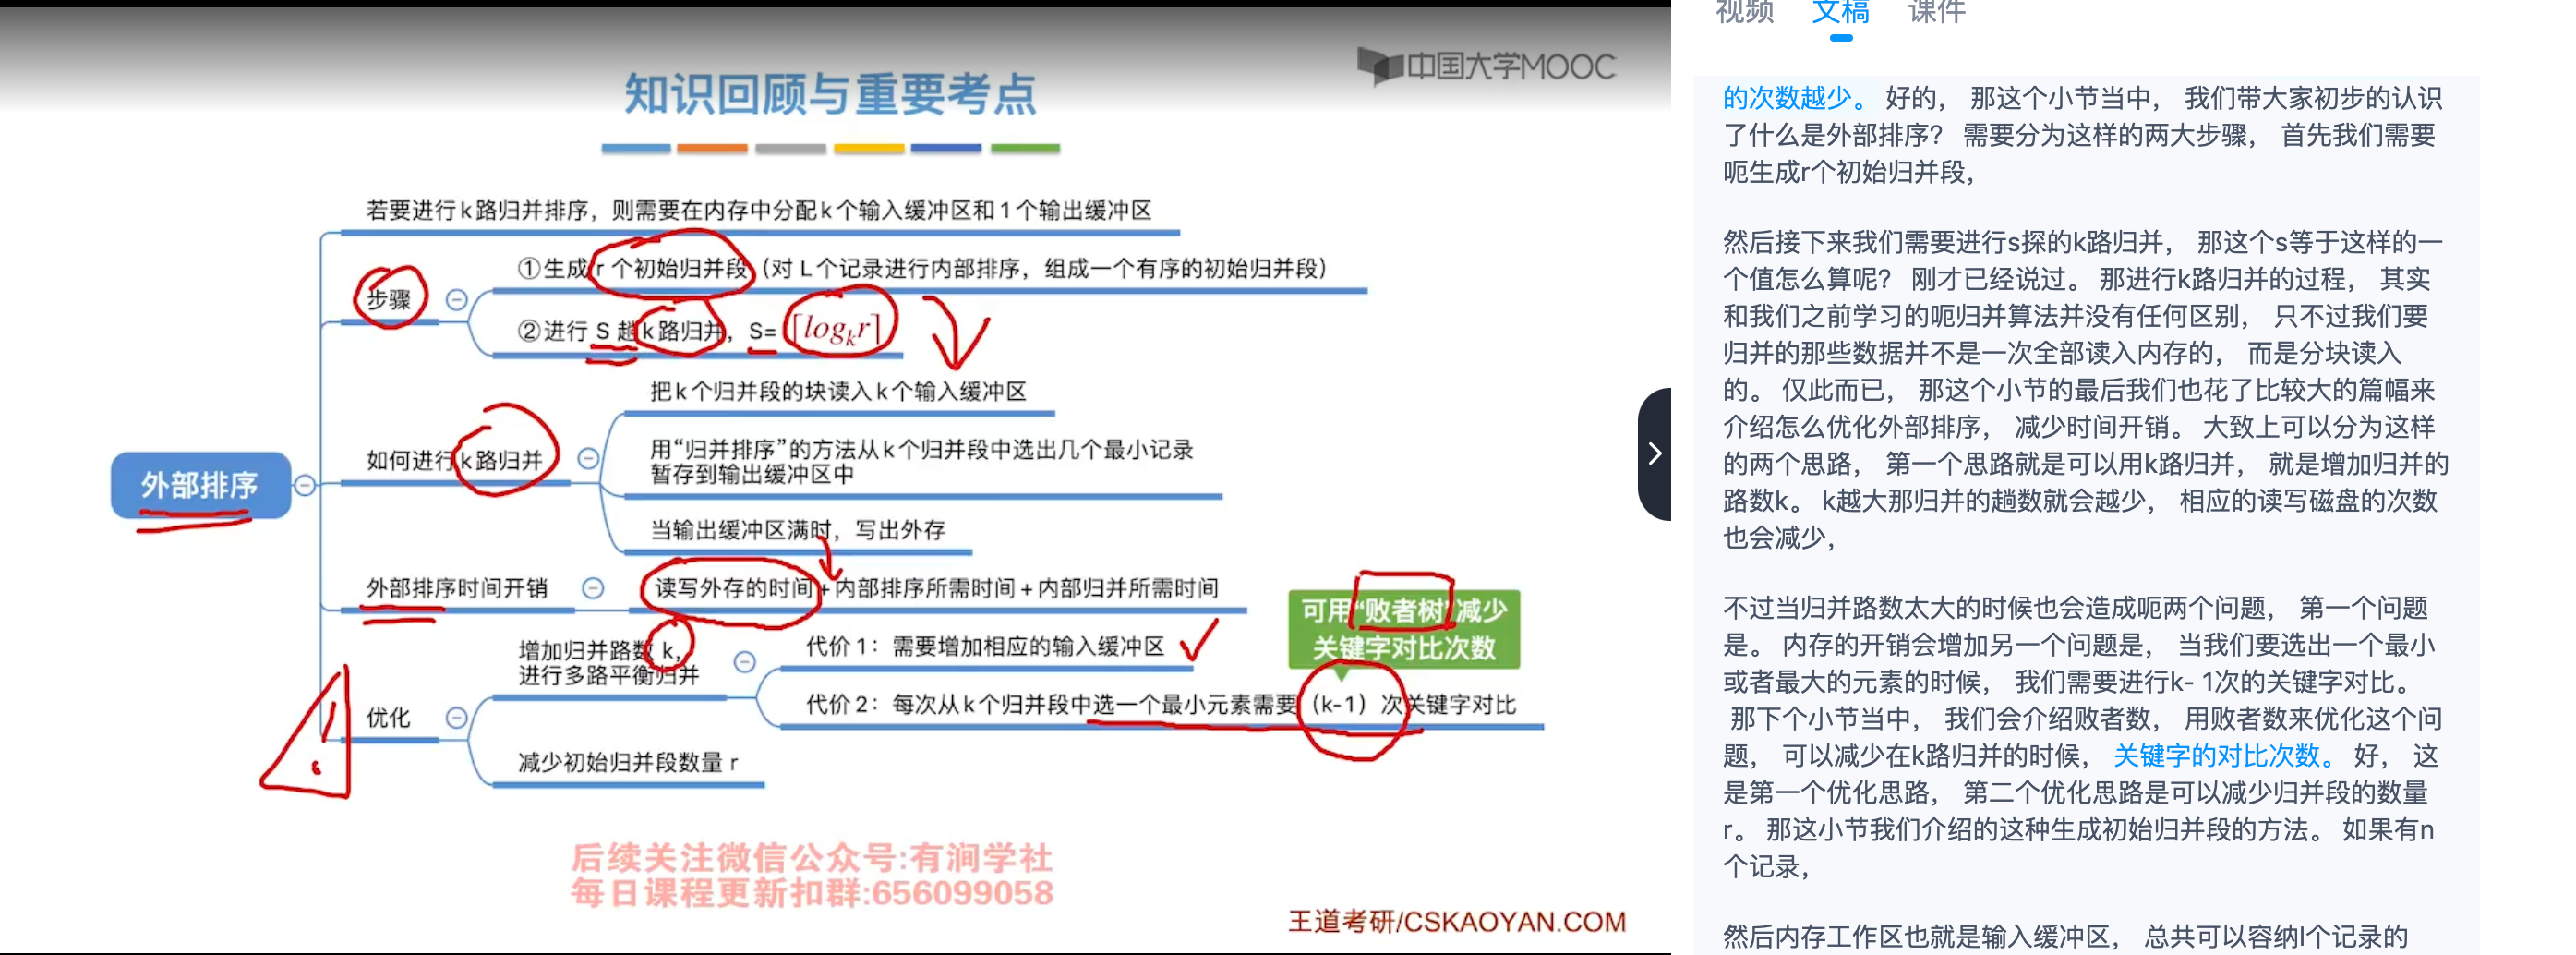 中国大学MOOC
知识回顾与重要考点
若要进行k路归并排序，则需要在内存中分配k个输入缓冲区和1个输出缓冲区
步骤
①生成 r 个初始归并段（对 L 个记录进行内部排序，组成一个有序的初始归并段）
②进行 S 趟k路归并，S= ⌈log_k r⌉
外部排序
如何进行k路归并
把k个归并段的块读入k个输入缓冲区
用“归并排序”的方法从k个归并段中选出几个最小记录
暂存到输出缓冲区中
当输出缓冲区满时，写出外存
外部排序时间开销
读写外存的时间+内部排序所需时间+内部归并所需时间
优化
增加归并路数 k，
进行多路平衡归并
代价1：需要增加相应的输入缓冲区
代价2：每次从k个归并段中选一个最小元素需要（k-1）次关键字对比
可用“败者树”减少
关键字对比次数
减少初始归并段数量 r
后续关注微信公众号:有涧学社
每日课程更新扣群:656099058
王道考研/CSKAOYAN.COM
视频 文稿 课件
的次数越少。 好的， 那这个小节当中， 我们带大家初步的认识
了什么是外部排序？ 需要分为这样的两大步骤， 首先我们需要
呃生成r个初始归并段，
然后接下来我们需要进行s探的k路归并， 那这个s等于这样的一
个值怎么算呢？ 刚才已经说过。 那进行k路归并的过程， 其实
和我们之前学习的呃归并算法并没有任何区别， 只不过我们要
归并的那些数据并不是一次全部读入内存的， 而是分块读入
的。 仅此而已， 那这个小节的最后我们也花了比较大的篇幅来
介绍怎么优化外部排序， 减少时间开销。 大致上可以分为这样
的两个思路， 第一个思路就是可以用k路归并， 就是增加归并的
路数k。 k越大那归并的趟数就会越少， 相应的读写磁盘的次数
也会减少，
不过当归并路数太大的时候也会造成呃两个问题， 第一个问题
是。 内存的开销会增加另一个问题是， 当我们要选出一个最小
或者最大的元素的时候， 我们需要进行k- 1次的关键字对比。
那下个小节当中， 我们会介绍败者数， 用败者数来优化这个问
题， 可以减少在k路归并的时候， 关键字的对比次数。 好， 这
是第一个优化思路， 第二个优化思路是可以减少归并段的数量
r。 那这小节我们介绍的这种生成初始归并段的方法。 如果有n
个记录，
然后内存工作区也就是输入缓冲区， 总共可以容纳l个记录的